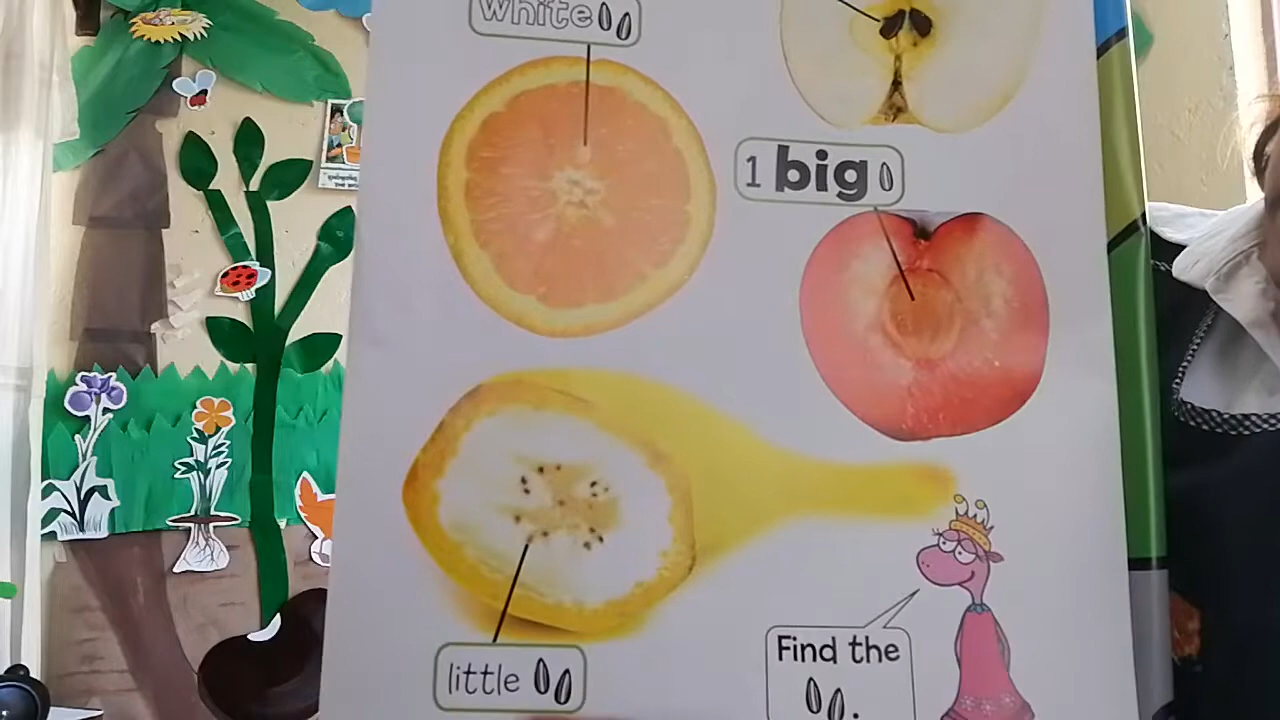 white
1 big
little
Find the
.